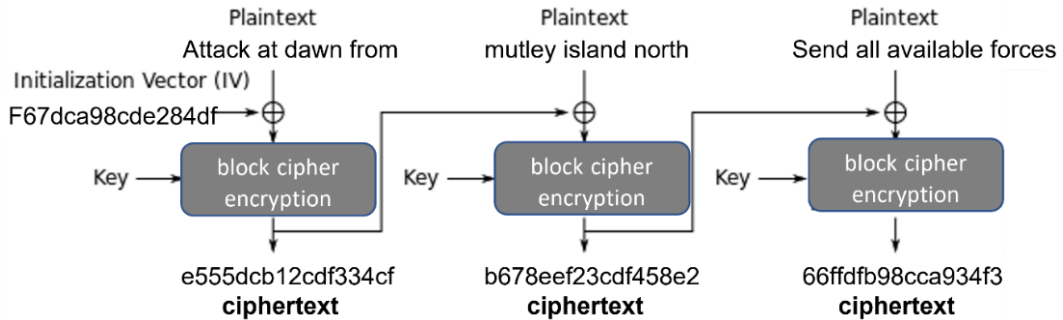 Plaintext
Attack at dawn from
Plaintext
mutley island north
Plaintext
Send all available forces
Initialization Vector (IV)
F67dca98cde284df
Key
block cipher
encryption
Key
block cipher
encryption
Key
block cipher
encryption
e555dcb12cdf334cf
ciphertext
b678eef23cdf458e2
ciphertext
66ffdfb98cca934f3
ciphertext